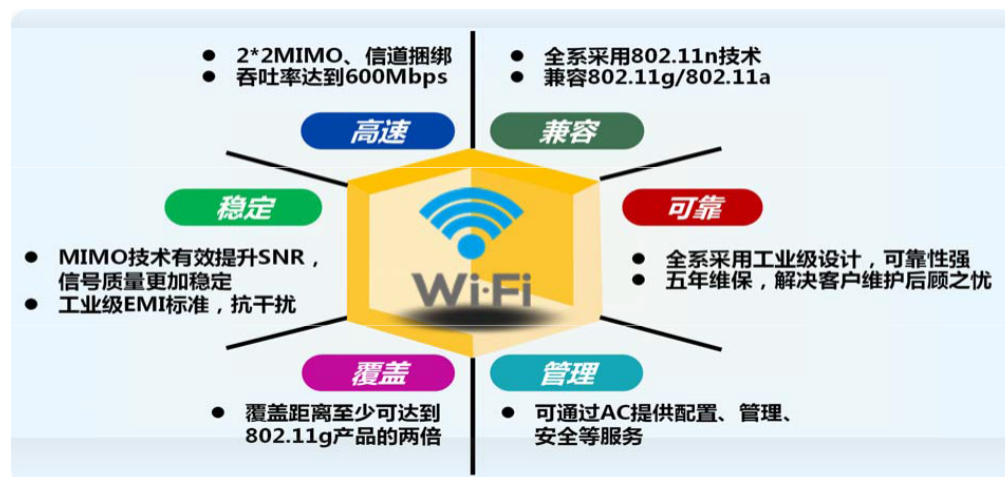 2*2MIMO、信道捆绑
吞吐率达到600Mbps
高速
全系采用802.11n技术
兼容802.11g/802.11a
兼容
稳定
MIMO技术有效提升SNR，
信号质量更加稳定
工业级EMI标准，抗干扰
Wi·Fi
可靠
全系采用工业级设计，可靠性强
五年维保，解决客户维护后顾之忧
覆盖
覆盖距离至少可达到
802.11g产品的两倍
管理
可通过AC提供配置、管理、
安全等服务